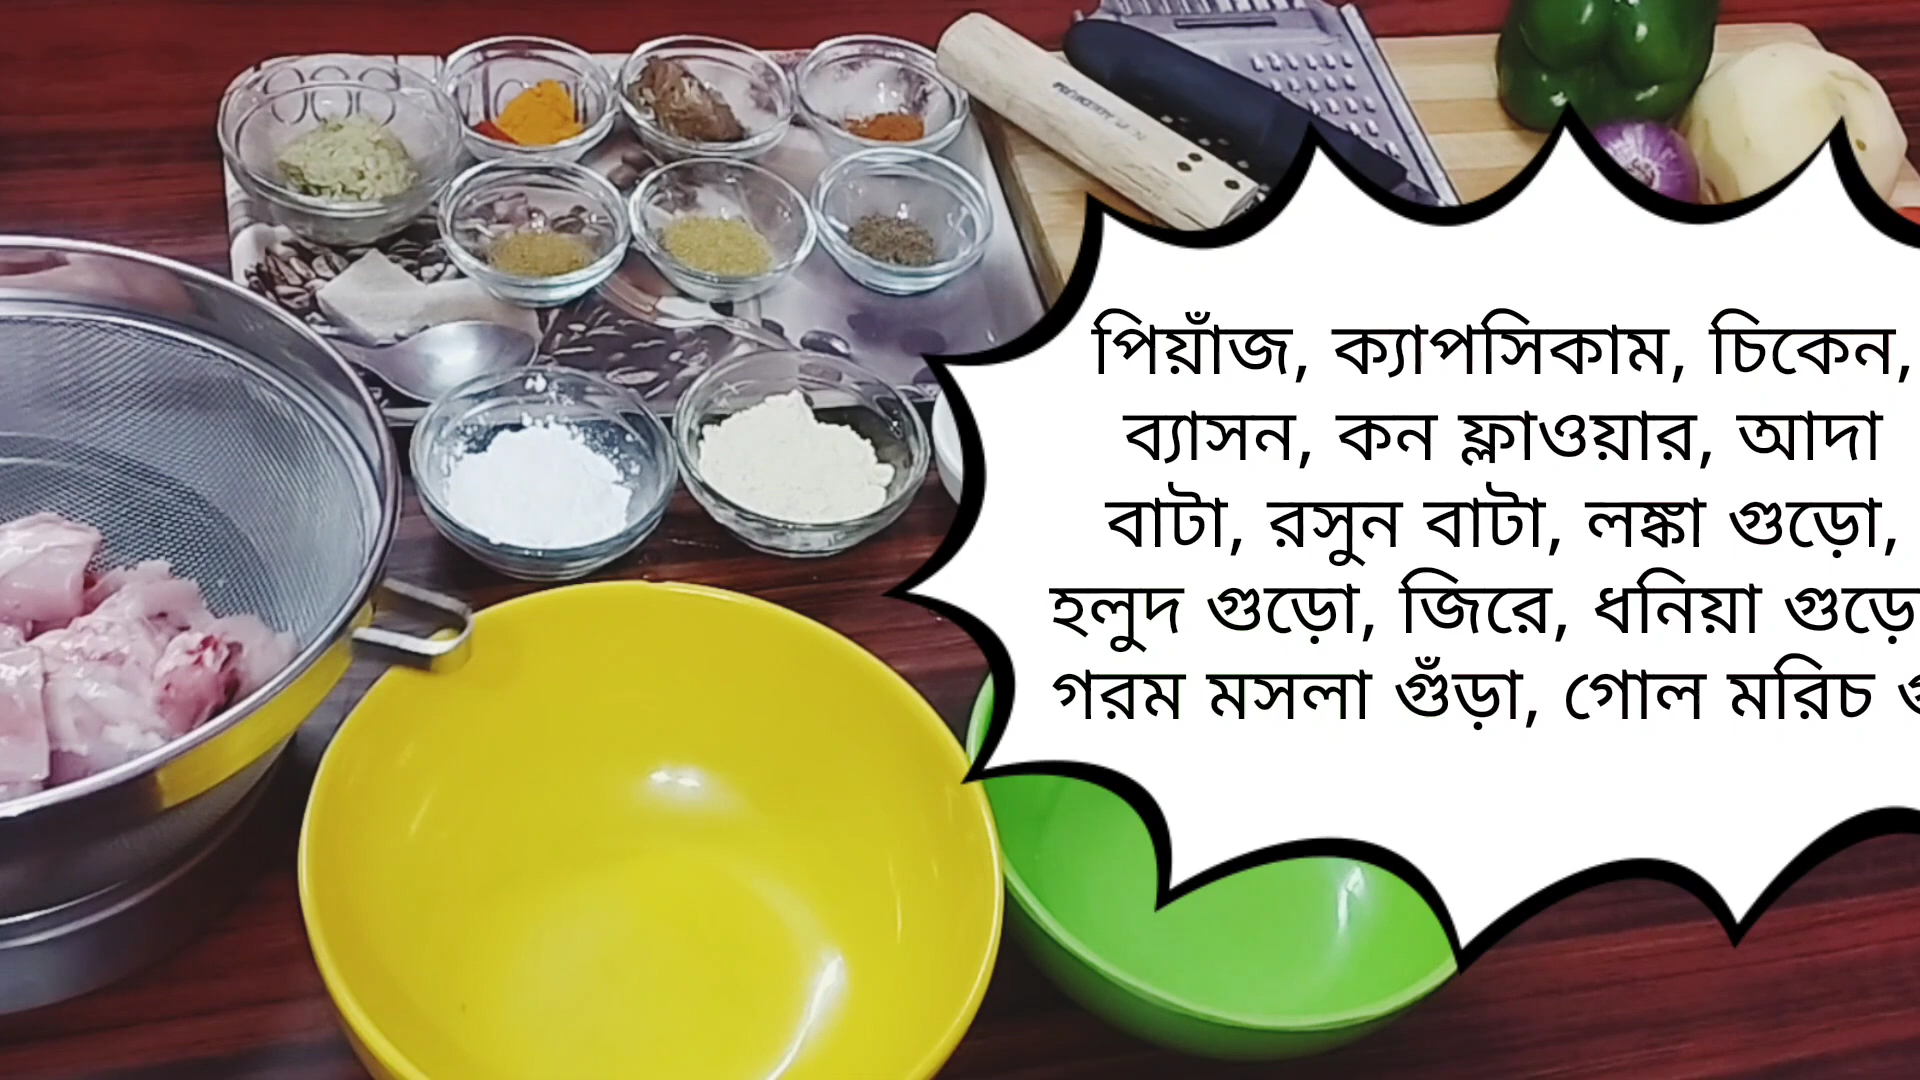 পিয়াঁজ, ক্যাপসিকাম, চিকেন,
ব্যাসন, কন ফ্লাওয়ার, আদা
বাটা, রসুন বাটা, লঙ্কা গুড়ো,
হলুদ গুড়ো, জিরে, ধনিয়া
গরম মসলা গুঁড়া, গোল মরিচ